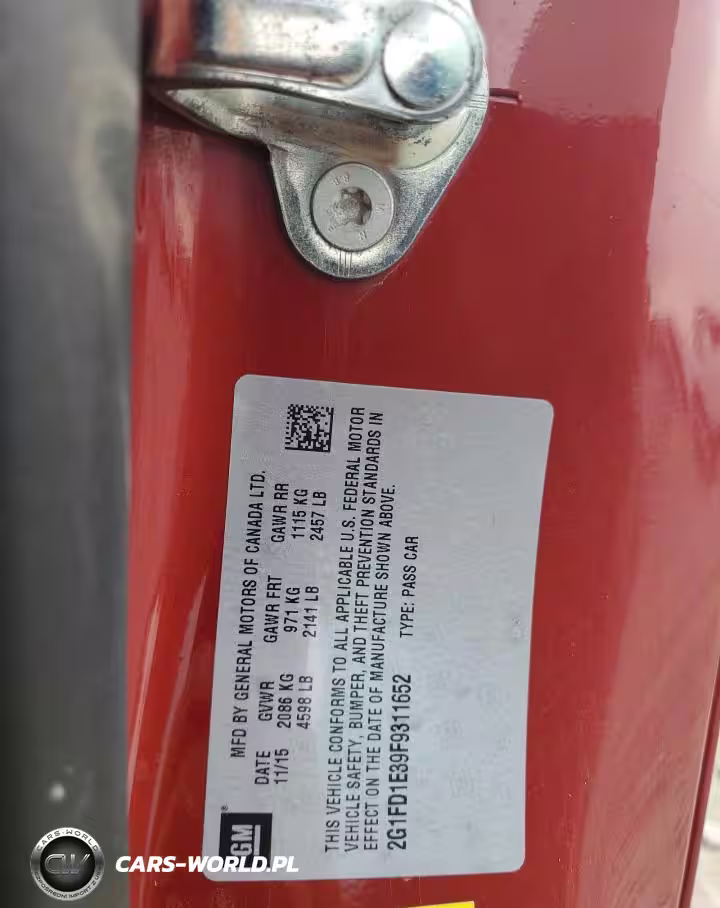 MFD BY GENERAL MOTORS OF CANADA LTD.
DATE GVWR GAWR FRT GAWR RR
11/15 2086 KG 971 KG 1115 KG
4598 LB 2141 LB 2457 LB
GM®
THIS VEHICLE CONFORMS TO ALL APPLICABLE U.S. FEDERAL MOTOR
VEHICLE SAFETY, BUMPER, AND THEFT PREVENTION STANDARDS IN
EFFECT ON THE DATE OF MANUFACTURE SHOWN ABOVE.
2G1FD1E39F9311652 TYPE: PASS CAR
CARS-WORLD
CW
CARS-WORLD.PL